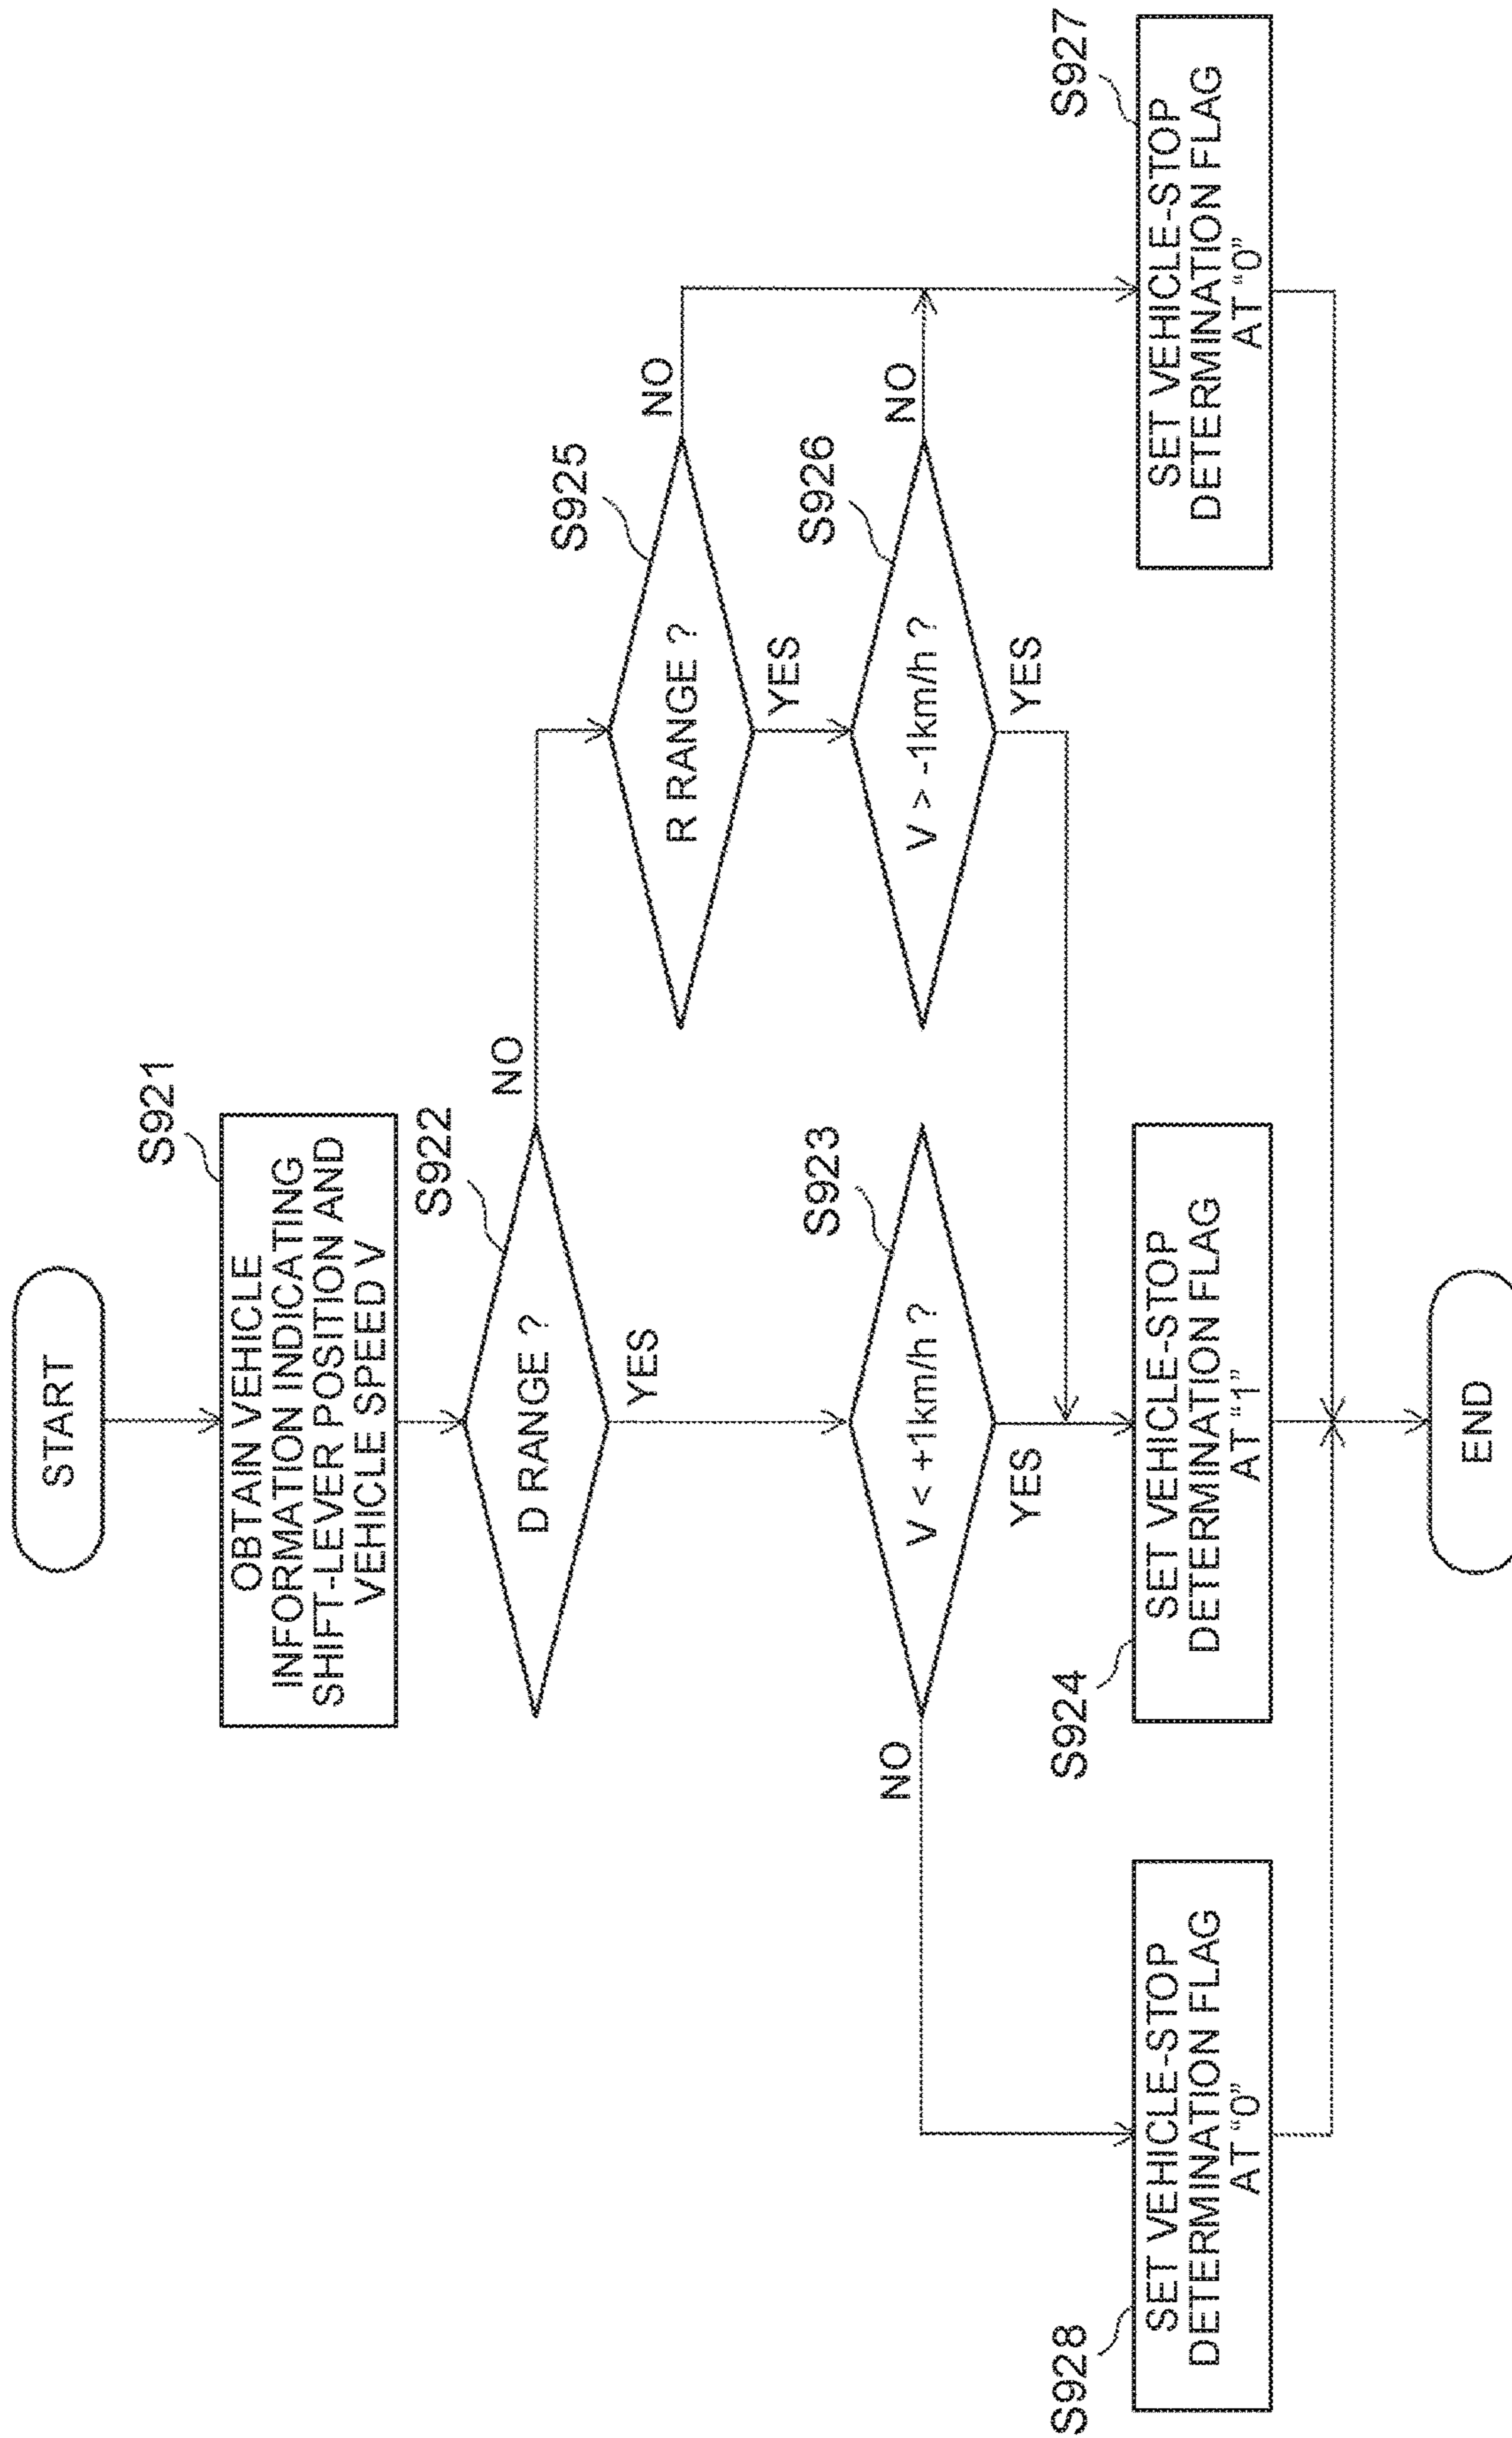 START
S921
OBTAIN VEHICLE
INFORMATION INDICATING
SHIFT-LEVER POSITION AND
VEHICLE SPEED V
S922
D RANGE ?
NO
YES
S925
R RANGE ?
NO
YES
S923
V < +1km/h ?
NO
YES
S926
V > -1km/h ?
NO
YES
S928
SET VEHICLE-STOP
DETERMINATION FLAG
AT “0”
S924
SET VEHICLE-STOP
DETERMINATION FLAG
AT “1”
S927
SET VEHICLE-STOP
DETERMINATION FLAG
AT “0”
END